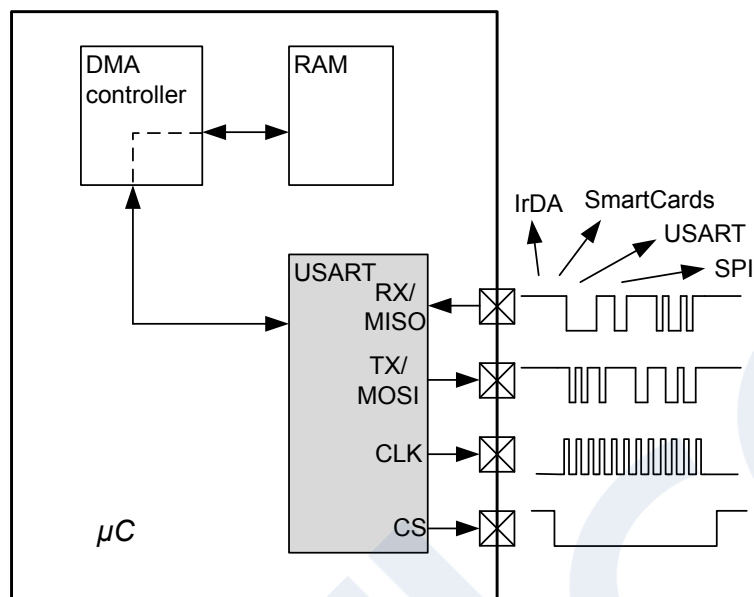 DMA
controller
RAM
IrDA
SmartCards
USART
SPI
USART
RX/
MISO
TX/
MOSI
CLK
CS
µC